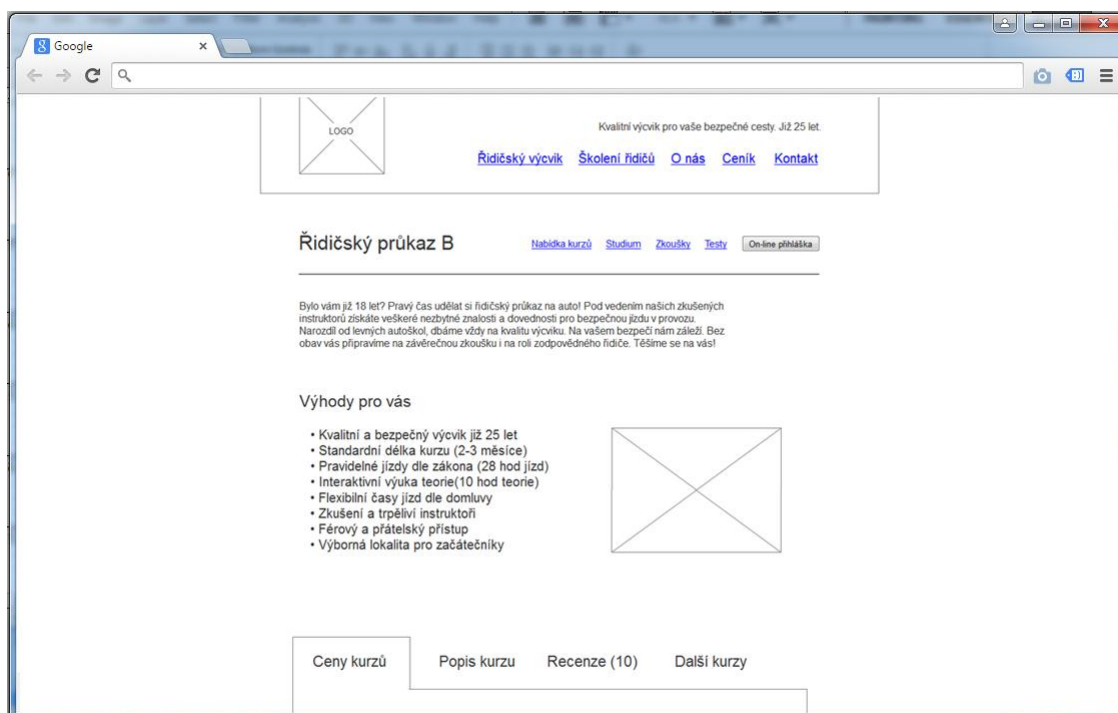 Google
LOGO
Kvalitní výcvik pro vaše bezpečné cesty. Již 25 let.
Řidičský výcvik Školení řidičů O nás Ceník Kontakt
Řidičský průkaz B
Nabídka kurzů Studium Zkoušky Testy On-line přihláška
Bylo vám již 18 let? Pravý čas udělat si řidičský průkaz na auto! Pod vedením našich zkušených
instruktorů získáte veškeré nezbytné znalosti a dovednosti pro bezpečnou jízdu v provozu.
Narozdíl od levných autoškol, dbáme vždy na kvalitu výcviku. Na vašem bezpečí nám záleží. Bez
obav vás připravíme na závěrečnou zkoušku i na roli zodpovědného řidiče. Těšíme se na vás!
Výhody pro vás
• Kvalitní a bezpečný výcvik již 25 let
• Standardní délka kurzu (2-3 měsíce)
• Pravidelné jízdy dle zákona (28 hod jízd)
• Interaktivní výuka teorie(10 hod teorie)
• Flexibilní časy jízd dle domluvy
• Zkušení a trpěliví instruktoři
• Férový a přátelský přístup
• Výborná lokalita pro začátečníky
Ceny kurzů Popis kurzu Recenze (10) Další kurzy